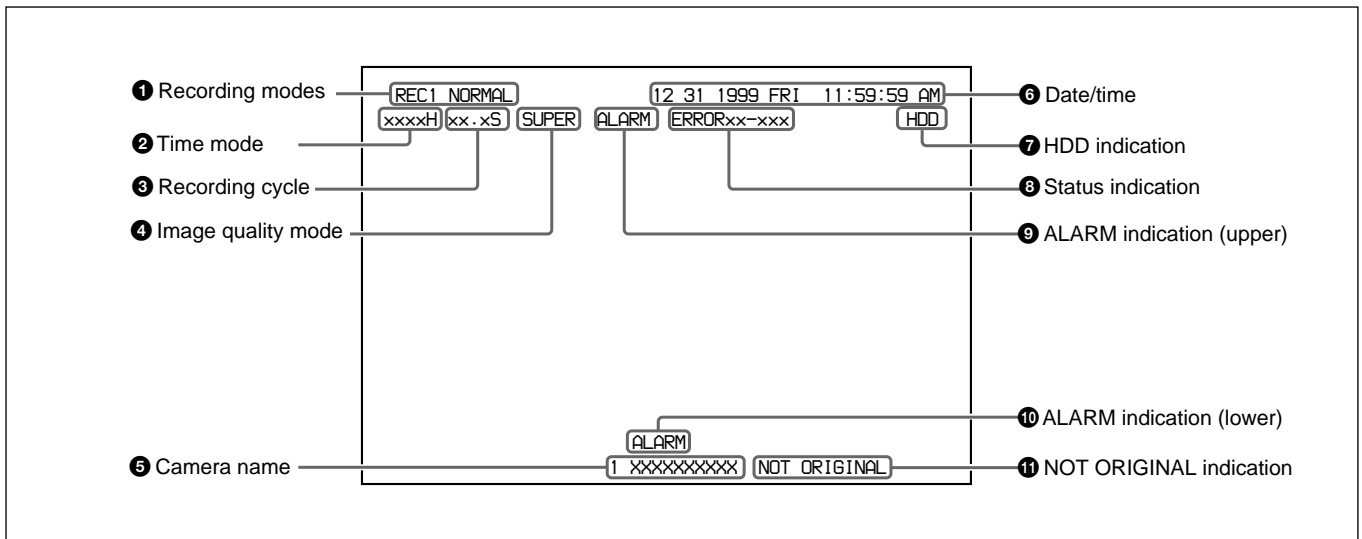 ❶ Recording modes
REC1 NORMAL
12 31 1999 FRI 11:59:59 AM
❻ Date/time
❷ Time mode
xxxxH xx.xS SUPER ALARM ERRORxx-xxx HDD
❼ HDD indication
❸ Recording cycle
❽ Status indication
❹ Image quality mode
❾ ALARM indication (upper)
❿ ALARM indication (lower)
ALARM
❺ Camera name
1 XXXXXXXXXX NOT ORIGINAL
⓫ NOT ORIGINAL indication